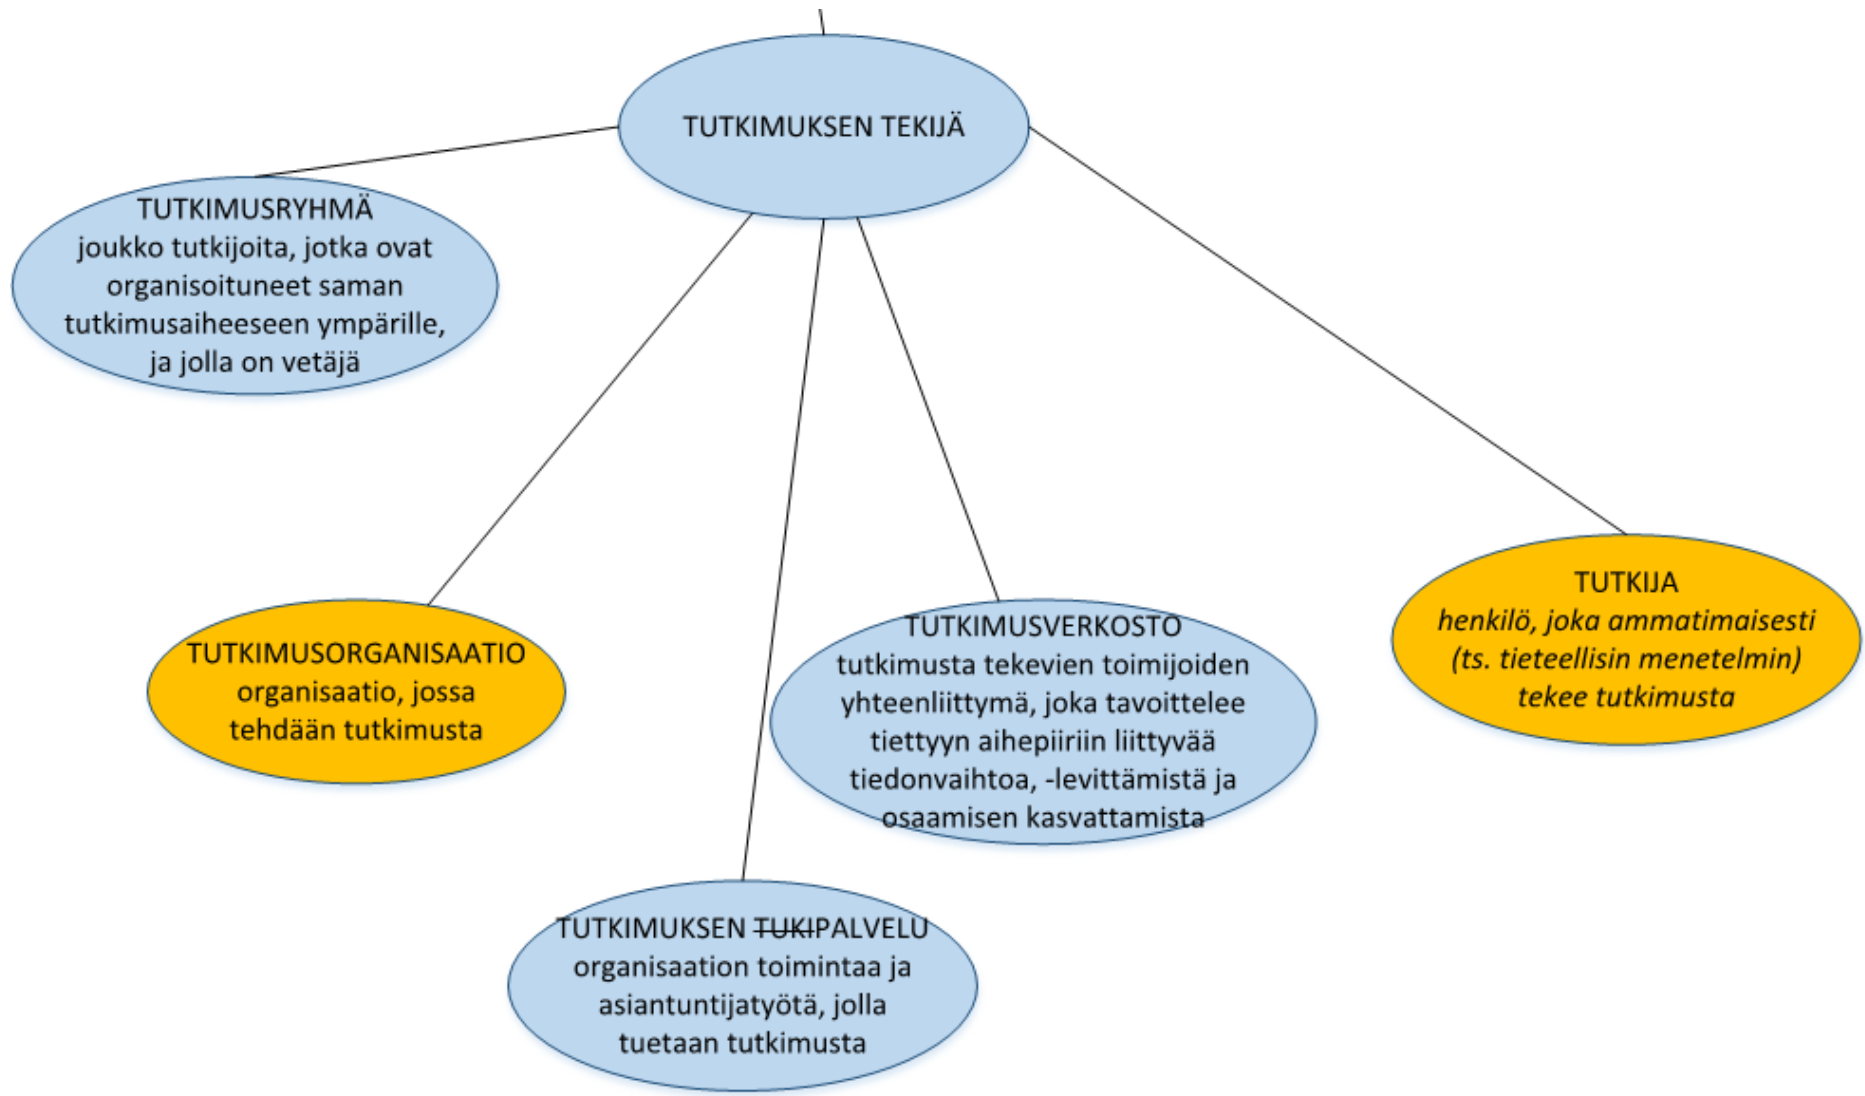 TUTKIMUKSEN TEKIJÄ
TUTKIMUSRYHMÄ
joukko tutkijoita, jotka ovat
organisoituneet saman
tutkimusaiheeseen ympärille,
ja jolla on vetäjä
TUTKIMUSORGANISAATIO
organisaatio, jossa
tehdään tutkimusta
TUTKIMUSVERKOSTO
tutkimusta tekevien toimijoiden
yhteenliittymä, joka tavoittelee
tiettyyn aihepiiriin liittyvää
tiedonvaihtoa, -levittämistä ja
osaamisen kasvattamista
TUTKIJA
henkilö, joka ammatimaisesti
(ts. tieteellisin menetelmin)
tekee tutkimusta
TUTKIMUKSEN TUKIPALVELU
organisaation toimintaa ja
asiantuntijatyötä, jolla
tuetaan tutkimusta